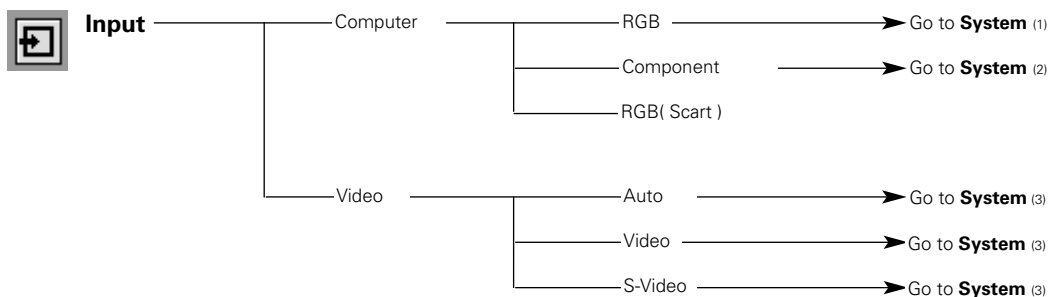 Input Computer RGB Go to System (1)
Component Go to System (2)
RGB( Scart )
Video Auto Go to System (3)
Video Go to System (3)
S-Video Go to System (3)